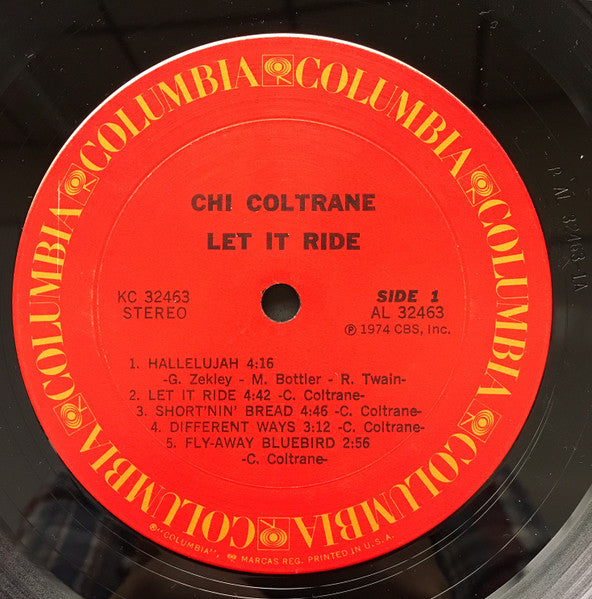 COLUMBIA COLUMBIA COLUMBIA COLUMBIA COLUMBIA COLUMBIA
CHI COLTRANE
LET IT RIDE
KC 32463
STEREO
SIDE 1
AL 32463
Ⓟ 1974 CBS, Inc.
1. HALLELUJAH 4:16
-G. Zekley - M. Bottler - R. Twain-
2. LET IT RIDE 4:42 -C. Coltrane-
3. SHORT'NIN' BREAD 4:46 -C. Coltrane-
4. DIFFERENT WAYS 3:12 -C. Coltrane-
5. FLY-AWAY BLUEBIRD 2:56
-C. Coltrane-
®"COLUMBIA", MARCAS REG. PRINTED IN U.S.A.
AL 32463